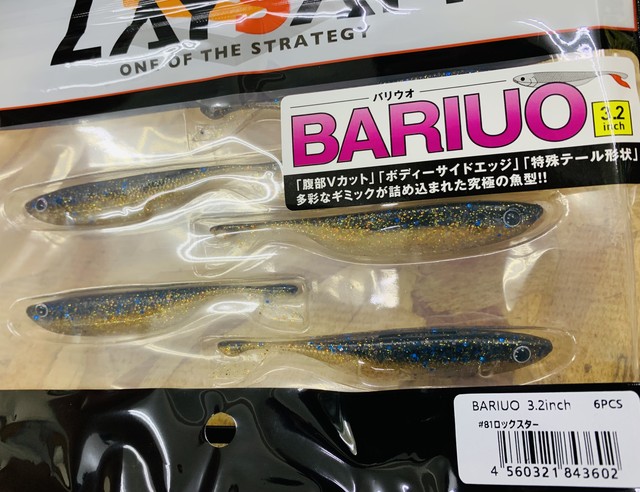 ONE OF THE STRATEGY
バリウオ
BARIUO
3.2
inch
「腹部Vカット」「ボディーサイドエッジ」「特殊テール形状」
多彩なギミックが詰め込まれた究極の魚型!!
BARIUO 3.2inch 6PCS
#81ロックスター
4 560321 843602